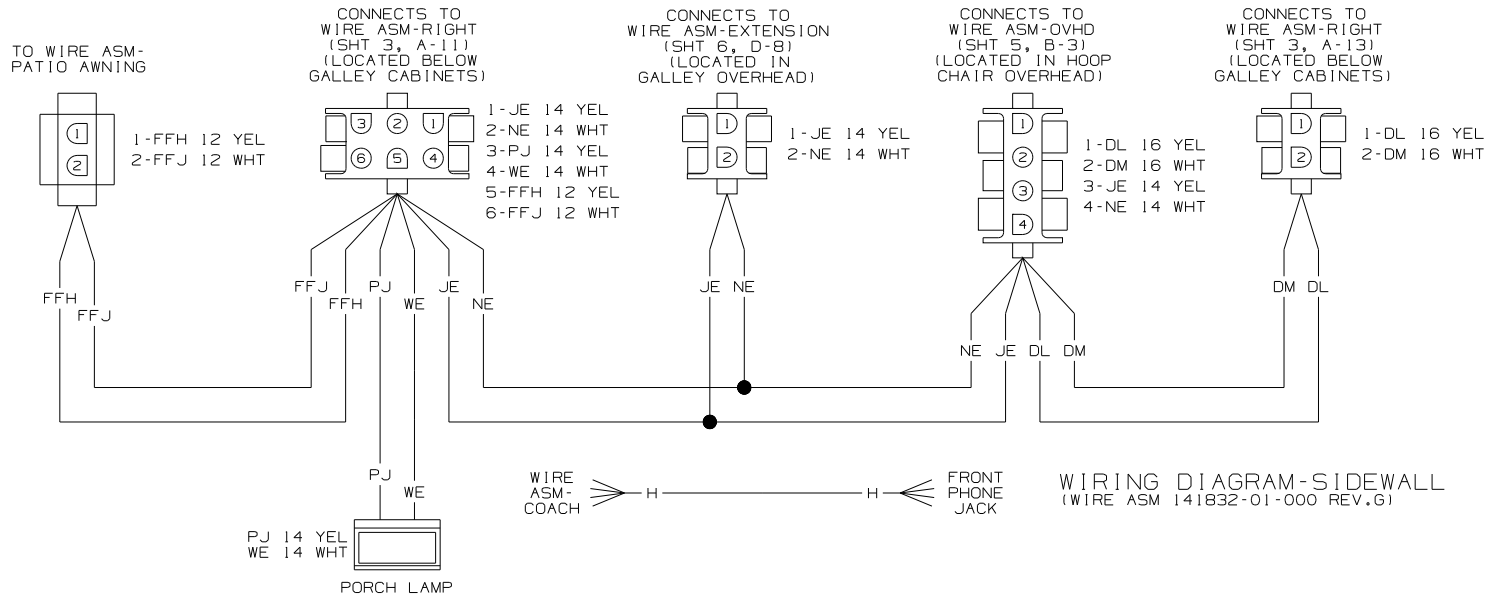 TO WIRE ASM-
PATIO AWNING
1
2
1-FFH 12 YEL
2-FFJ 12 WHT
CONNECTS TO
WIRE ASM-RIGHT
(SHT 3, A-11)
(LOCATED BELOW
GALLEY CABINETS)
3 2 1
6 5 4
1-JE 14 YEL
2-NE 14 WHT
3-PJ 14 YEL
4-WE 14 WHT
5-FFH 12 YEL
6-FFJ 12 WHT
CONNECTS TO
WIRE ASM-EXTENSION
(SHT 6, D-8)
(LOCATED IN
GALLEY OVERHEAD)
1
2
1-JE 14 YEL
2-NE 14 WHT
CONNECTS TO
WIRE ASM-OVHD
(SHT 5, B-3)
(LOCATED IN HOOP
CHAIR OVERHEAD)
1
2
3
4
1-DL 16 YEL
2-DM 16 WHT
3-JE 14 YEL
4-NE 14 WHT
CONNECTS TO
WIRE ASM-RIGHT
(SHT 3, A-13)
(LOCATED BELOW
GALLEY CABINETS)
1
2
1-DL 16 YEL
2-DM 16 WHT
FFH
FFJ
FFJ
FFH
PJ
WE
JE
NE
JE NE
NE JE DL DM
DM DL
PJ
WE
PJ 14 YEL
WE 14 WHT
PORCH LAMP
WIRE
ASM-
COACH
H
H
FRONT
PHONE
JACK
WIRING DIAGRAM-SIDEWALL
(WIRE ASM 141832-01-000 REV.G)